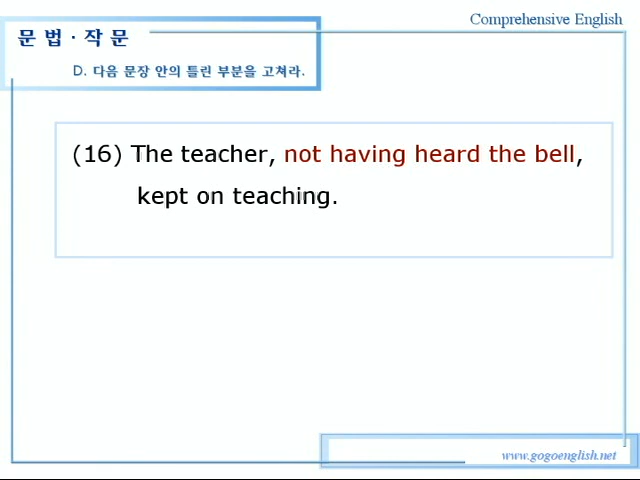 Comprehensive English
문 법 · 작 문
D. 다음 문장 안의 틀린 부분을 고쳐라.
(16) The teacher, not having heard the bell,
kept on teaching.
www.gogoenglish.net